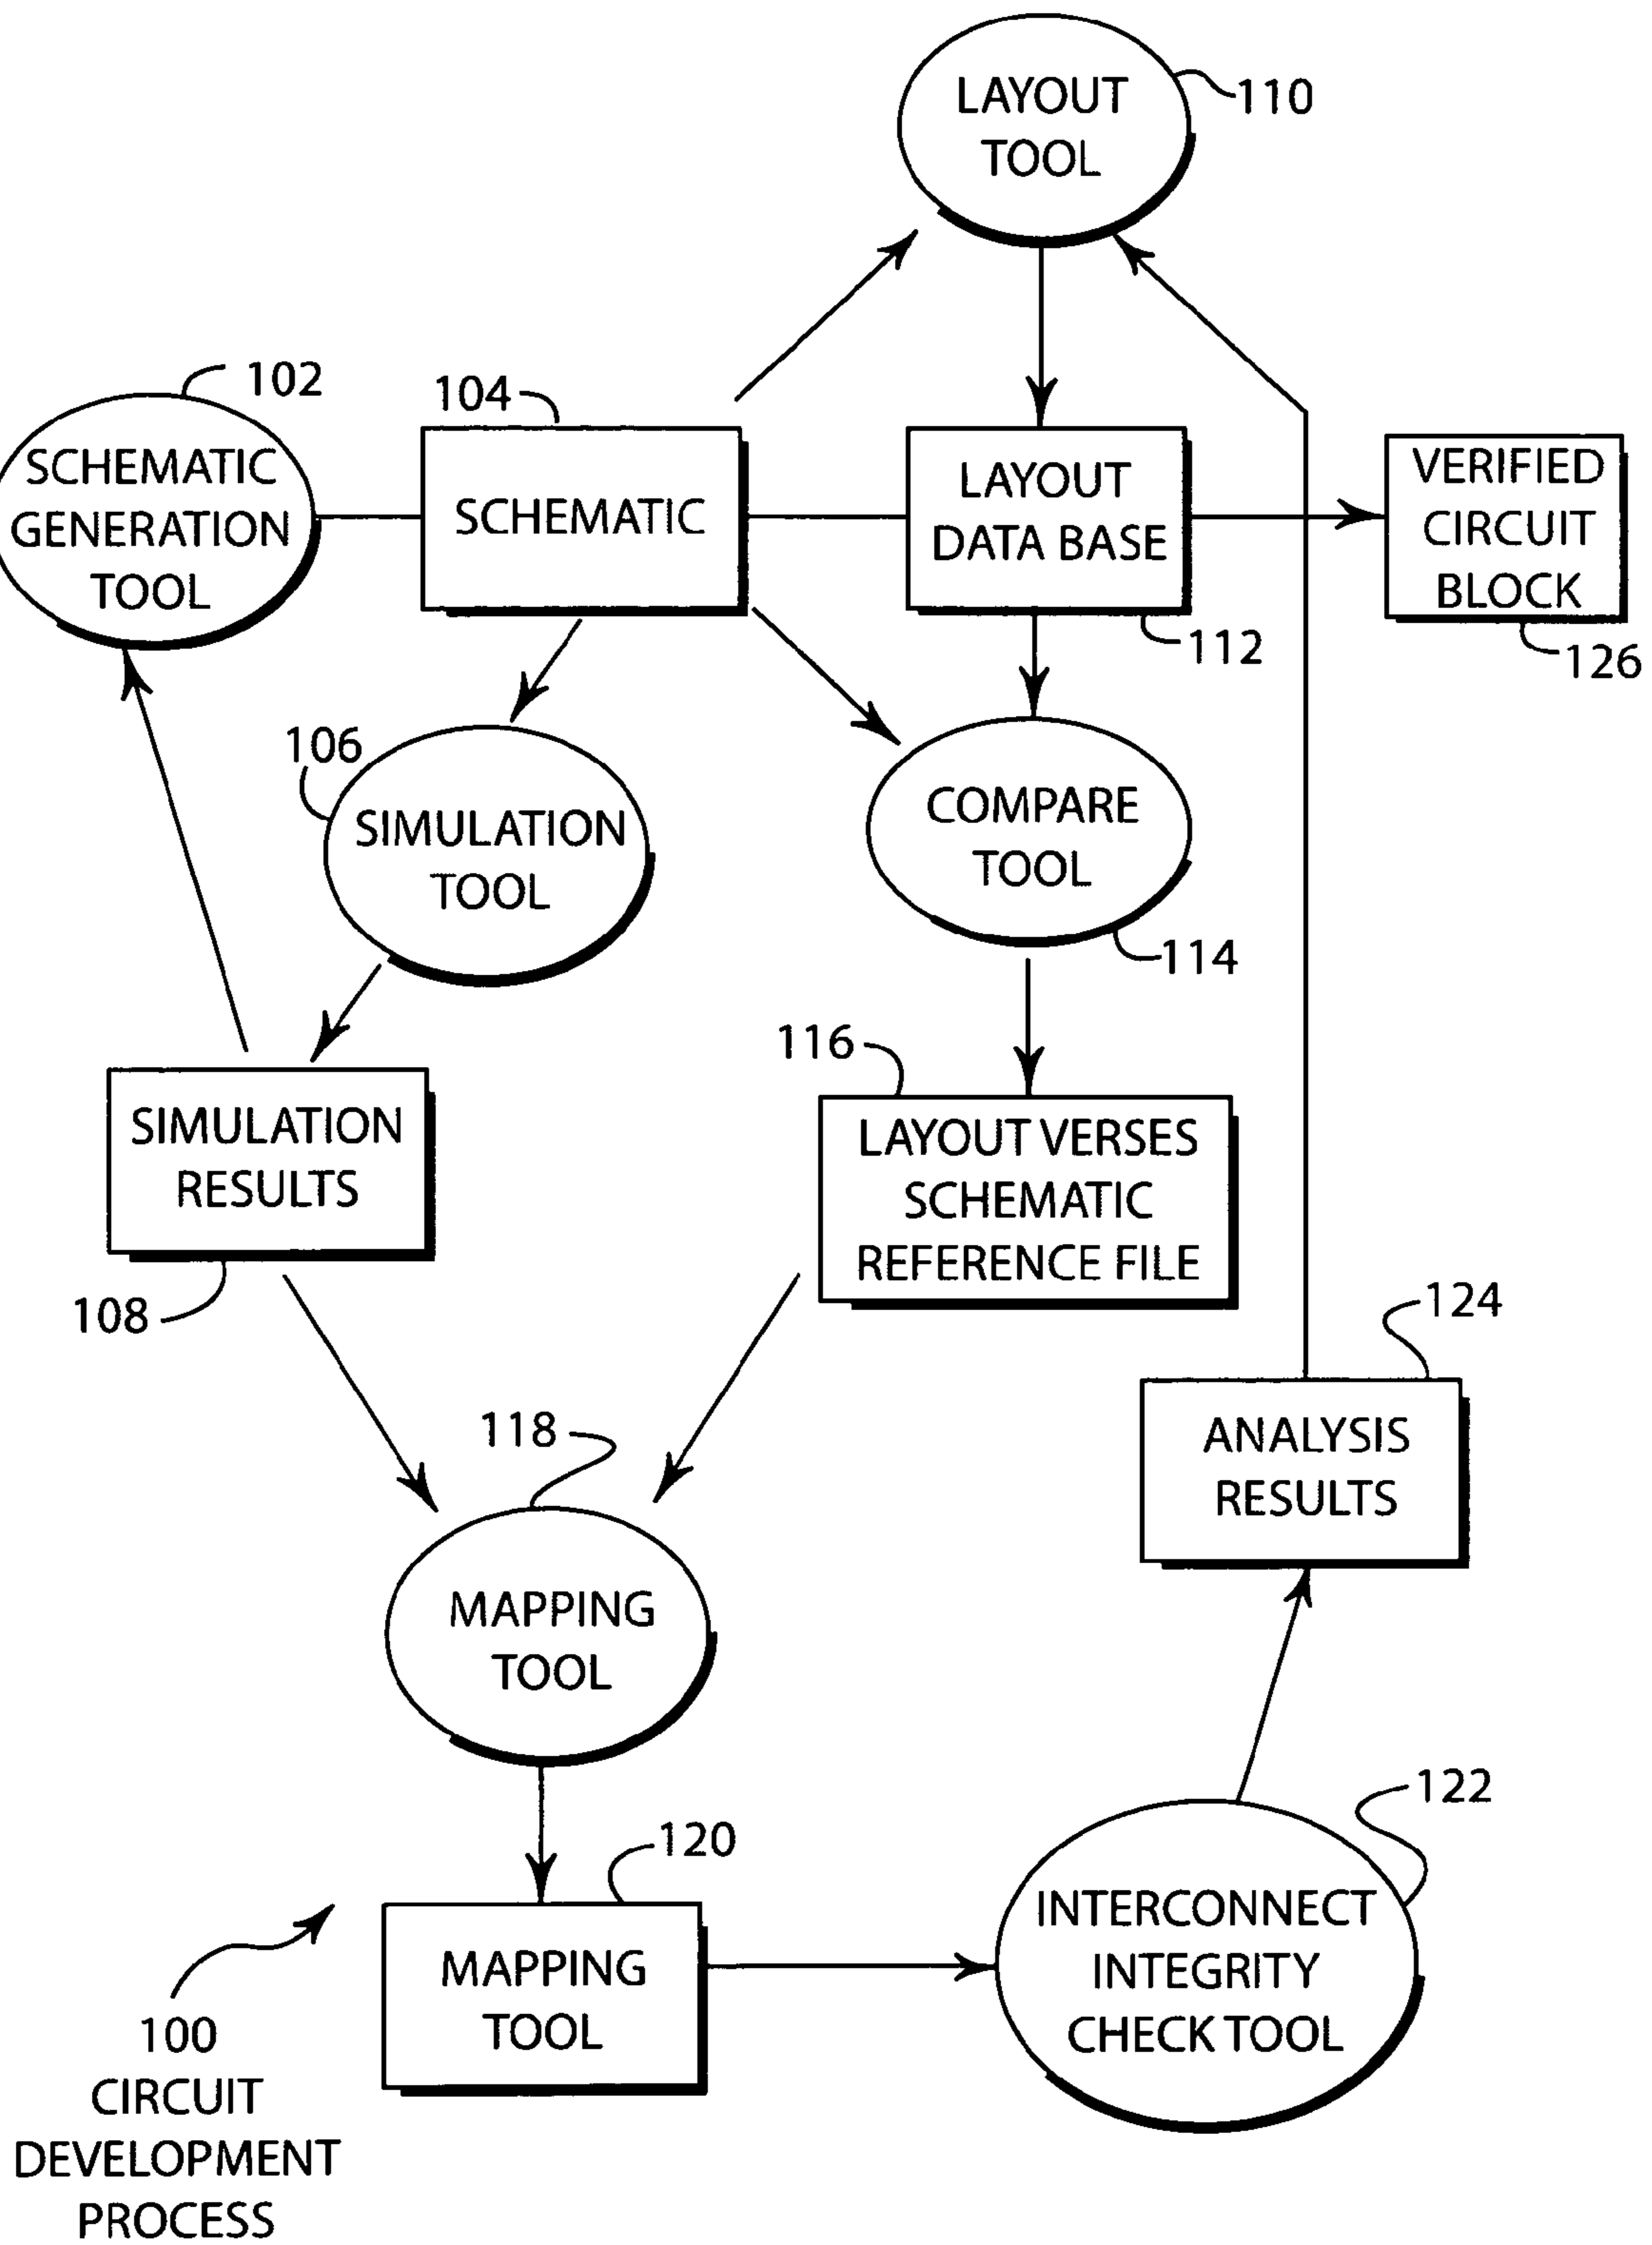 LAYOUT
TOOL
110
102
SCHEMATIC
GENERATION
TOOL
104
SCHEMATIC
LAYOUT
DATA BASE
112
VERIFIED
CIRCUIT
BLOCK
126
106
SIMULATION
TOOL
COMPARE
TOOL
114
SIMULATION
RESULTS
108
116
LAYOUT VERSES
SCHEMATIC
REFERENCE FILE
124
ANALYSIS
RESULTS
118
MAPPING
TOOL
120
MAPPING
TOOL
122
INTERCONNECT
INTEGRITY
CHECK TOOL
100
CIRCUIT
DEVELOPMENT
PROCESS